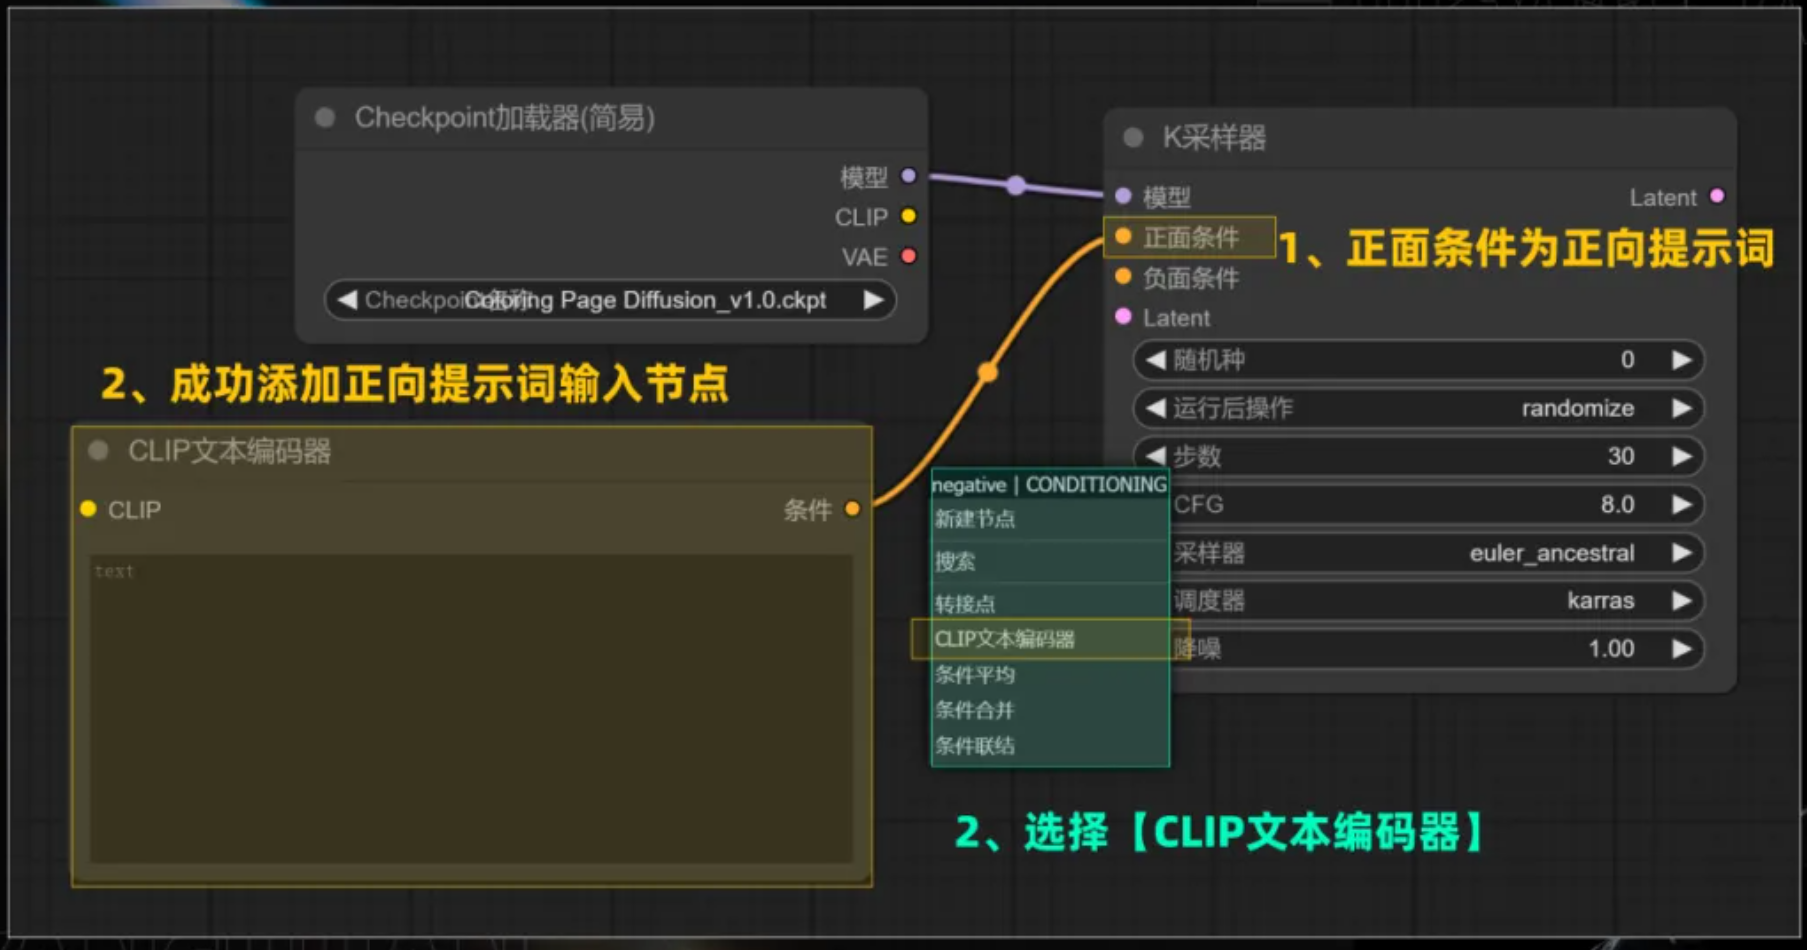 Checkpoint加载器(简易)
模型
CLIP
VAE
Coloring Page Diffusion_v1.0.ckpt
K采样器
模型
Latent
正面条件
1、正面条件为正向提示词
负面条件
Latent
随机种 0
运行后操作 randomize
步数 30
CFG 8.0
采样器 euler_ancestral
调度器 karras
降噪 1.00
2、成功添加正向提示词输入节点
CLIP文本编码器
CLIP
条件
text
negative | CONDITIONING
新建节点
搜索
转接点
CLIP文本编码器
条件平均
条件合并
条件联结
2、选择【CLIP文本编码器】